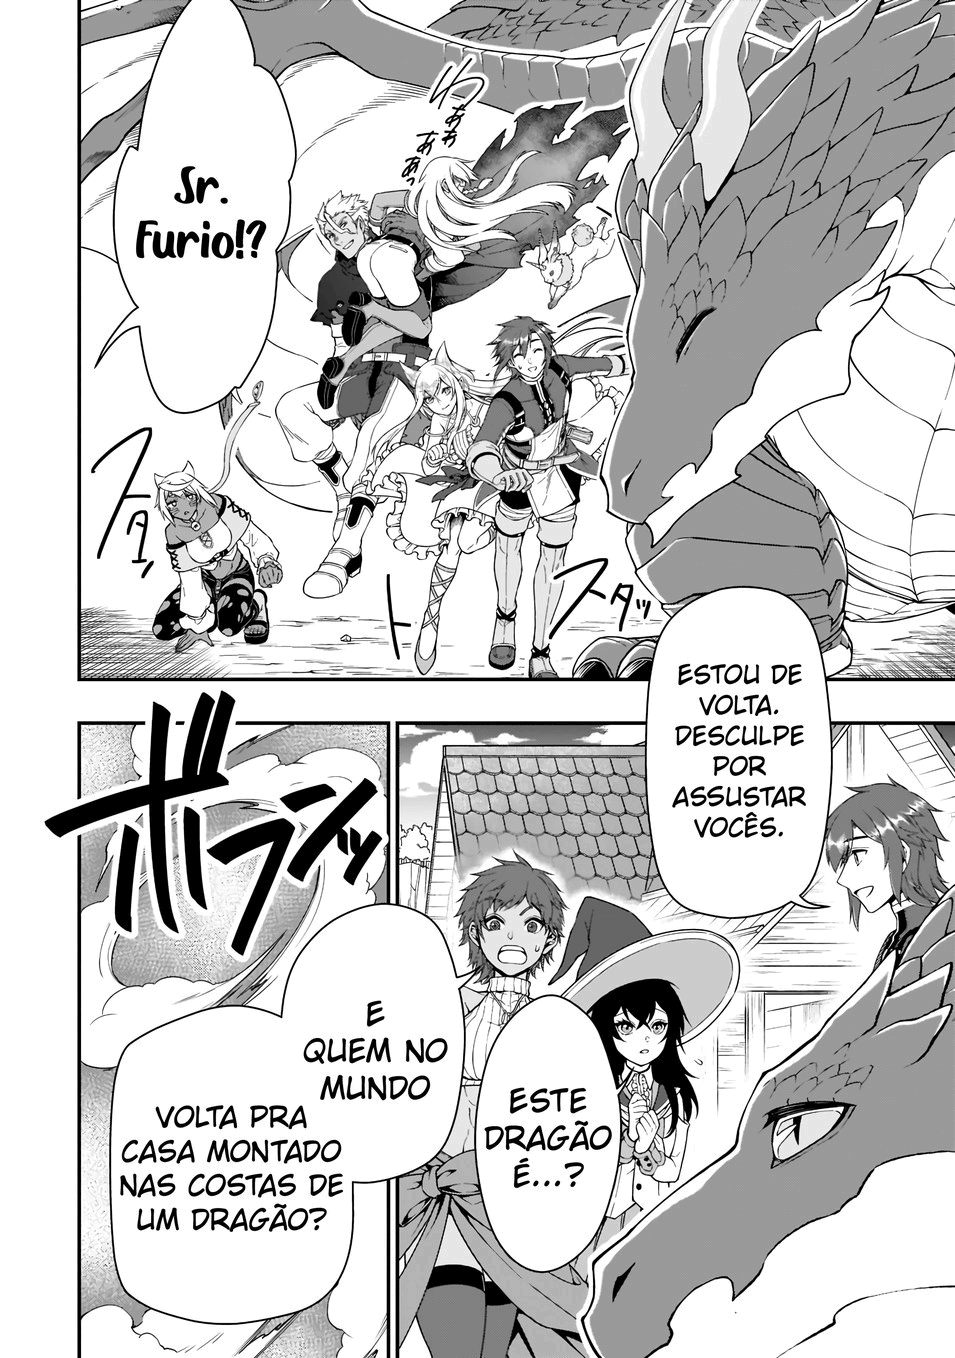 Sr.
Furio!?
わあ
ああ
ああっ
スタ
スタッ
ト
ESTOU DE
VOLTA.
DESCULPE
POR
ASSUSTAR
VOCÊS.
ESTE
DRAGÃO
É...?
E
QUEM NO
MUNDO
VOLTA PRA
CASA MONTADO
NAS COSTAS DE
UM DRAGÃO?
ボフンッ